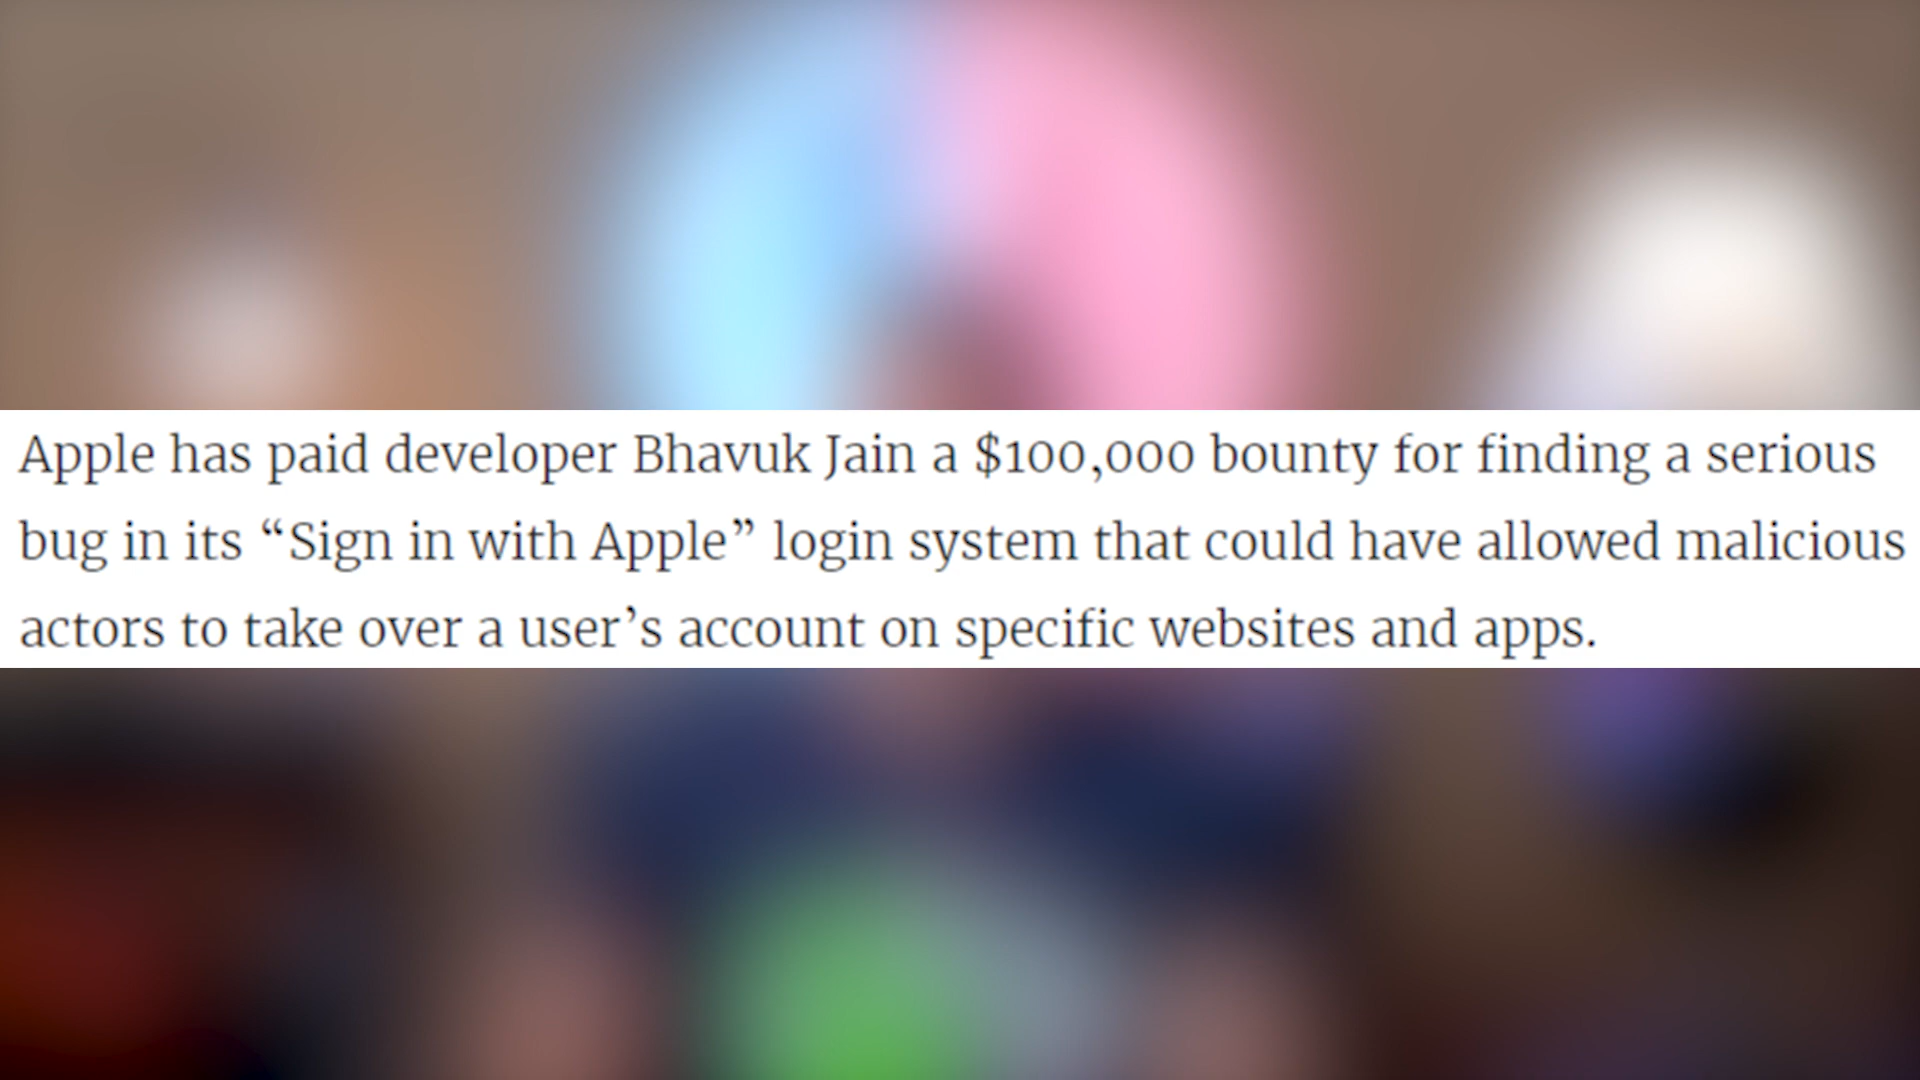 Apple has paid developer Bhavuk Jain a $100,000 bounty for finding a serious
bug in its “Sign in with Apple” login system that could have allowed malicious
actors to take over a user’s account on specific websites and apps.